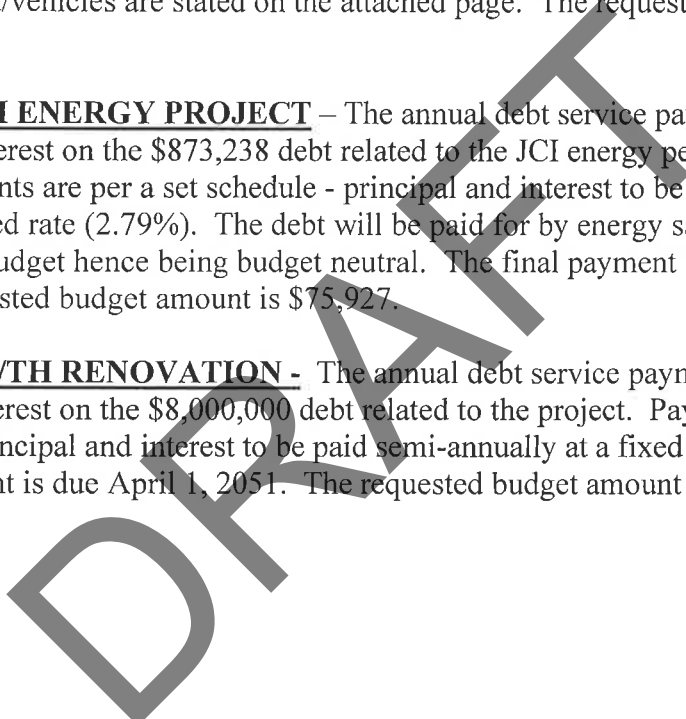 /vehicles are stated on the attached page. The request
I ENERGY PROJECT – The annual debt service pa
erest on the $873,238 debt related to the JCI energy pe
nts are per a set schedule - principal and interest to be
ed rate (2.79%). The debt will be paid for by energy s
udget hence being budget neutral. The final payment
sted budget amount is $75,927.
/TH RENOVATION - The annual debt service paym
erest on the $8,000,000 debt related to the project. Pay
ncipal and interest to be paid semi-annually at a fixed
nt is due April 1, 2051. The requested budget amount
DRAFT